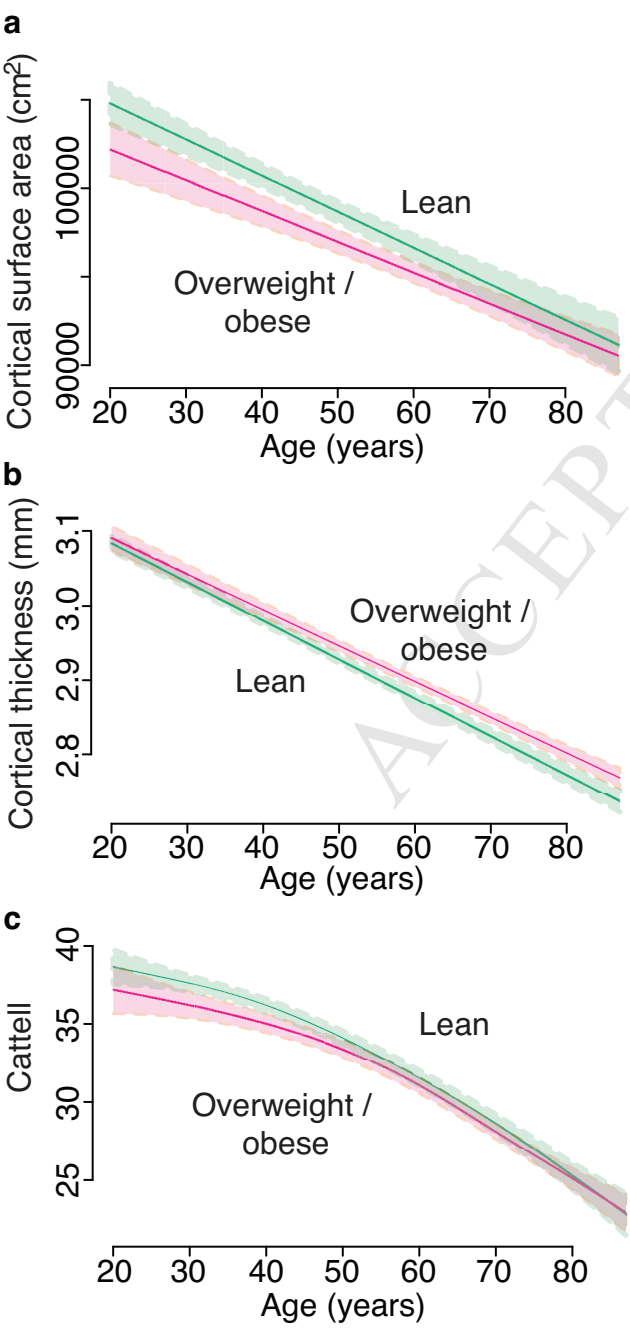 a
Cortical surface area (cm²)
100000
90000
Lean
Overweight /
obese
20 30 40 50 60 70 80
Age (years)
b
Cortical thickness (mm)
3.1
3.0
2.9
2.8
Overweight /
obese
Lean
20 30 40 50 60 70 80
Age (years)
ACCEPT
c
Cattell
40
35
30
25
Lean
Overweight /
obese
20 30 40 50 60 70 80
Age (years)